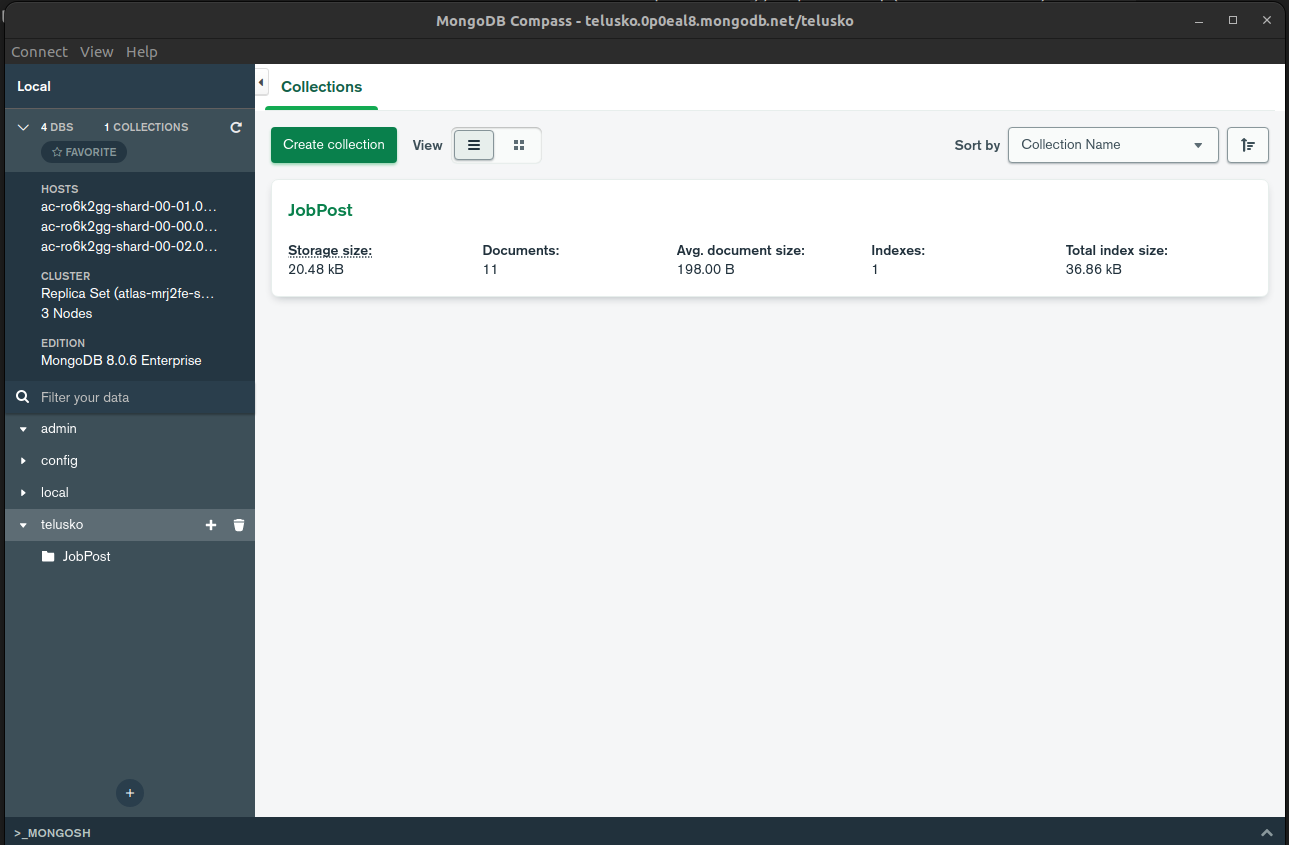 MongoDB Compass - telusko.0p0eal8.mongodb.net/telusko
Connect View Help
Local
Collections
4 DBS 1 COLLECTIONS
☆ FAVORITE
Create collection
View
Sort by
Collection Name
HOSTS
ac-ro6k2gg-shard-00-01.0...
ac-ro6k2gg-shard-00-00.0...
ac-ro6k2gg-shard-00-02.0...
CLUSTER
Replica Set (atlas-mrj2fe-s...
3 Nodes
EDITION
MongoDB 8.0.6 Enterprise
JobPost
Storage size: Documents: Avg. document size: Indexes: Total index size:
20.48 kB 11 198.00 B 1 36.86 kB
Filter your data
admin
config
local
telusko
JobPost
>_MONGOSH